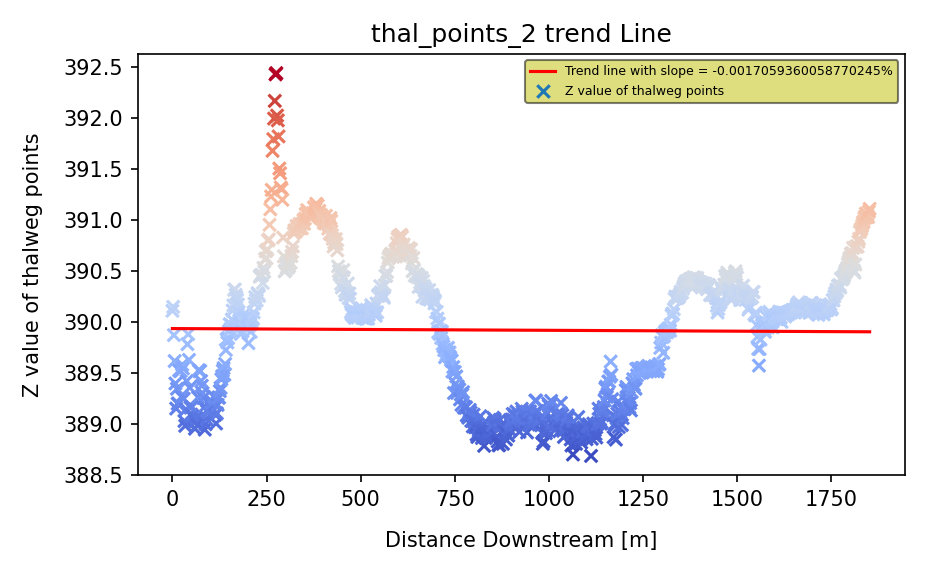 thal_points_2 trend Line
Trend line with slope = -0.0017059360058770245%
Z value of thalweg points
Z value of thalweg points
392.5
392.0
391.5
391.0
390.5
390.0
389.5
389.0
388.5
0 250 500 750 1000 1250 1500 1750
Distance Downstream [m]